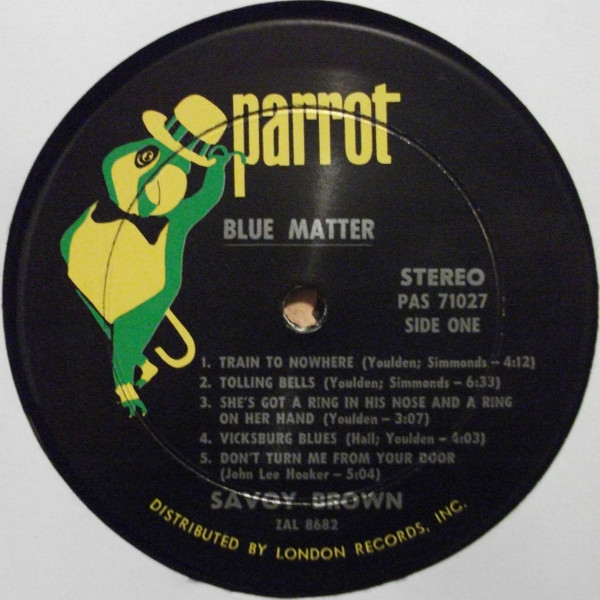 parrot
BLUE MATTER
STEREO
PAS 71027
SIDE ONE
1. TRAIN TO NOWHERE (Youlden; Simmonds – 4:12)
2. TOLLING BELLS (Youlden; Simmonds – 6:33)
3. SHE'S GOT A RING IN HIS NOSE AND A RING
ON HER HAND (Youlden – 3:07)
4. VICKSBURG BLUES (Hall; Youlden – 4:03)
5. DON'T TURN ME FROM YOUR DOOR
(John Lee Hooker – 5:04)
SAVOY BROWN
ZAL 8682
DISTRIBUTED BY LONDON RECORDS, INC.